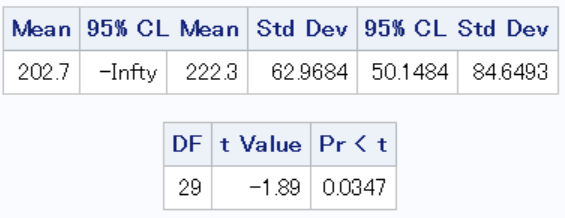 Mean 95% CL Mean Std Dev 95% CL Std Dev
202.7 -Infty 222.3 62.9684 50.1484 84.6493
DF t Value Pr < t
29 -1.89 0.0347